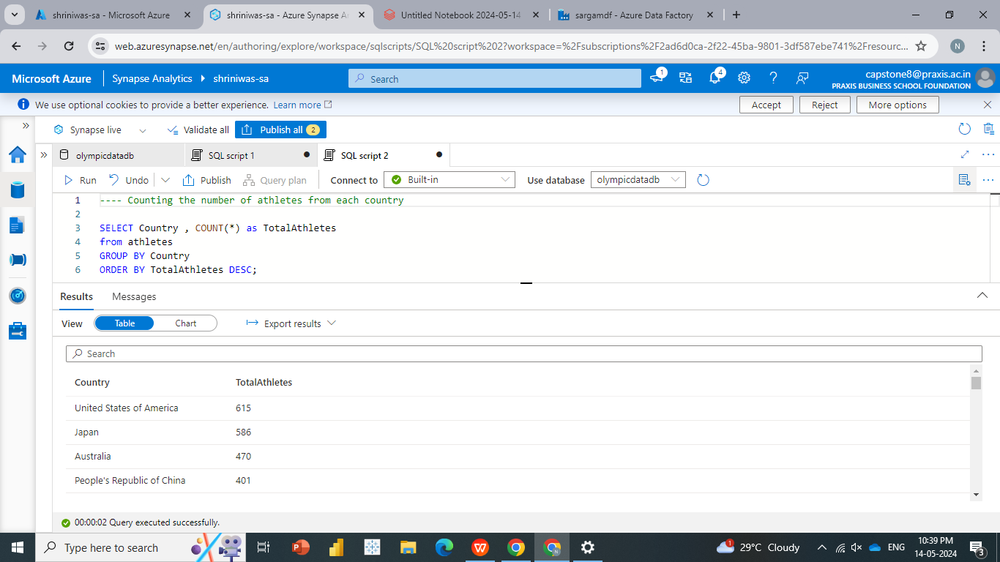 shriniwas-sa - Microsoft Azure
shriniwas-sa - Azure Synapse An
Untitled Notebook 2024-05-14
sargamdf - Azure Data Factory
web.azuresynapse.net/en/authoring/explore/workspace/sqlscripts/SQL%20script%202?workspace=%2Fsubscriptions%2F2ad6d0ca-2f22-45ba-9801-3df587ebe741%2Fresourc...
N
Microsoft Azure
Synapse Analytics
shriniwas-sa
Search
1
4
capstone8@praxis.ac.in
PRAXIS BUSINESS SCHOOL FOUNDATION
We use optional cookies to provide a better experience. Learn more
Accept
Reject
More options
Synapse live
Validate all
Publish all 2
olympicdatadb
SQL script 1
SQL script 2
Run
Undo
Publish
Query plan
Connect to
Built-in
Use database
olympicdatadb
1 ---- Counting the number of athletes from each country
2
3 SELECT Country , COUNT(*) as TotalAthletes
4 from athletes
5 GROUP BY Country
6 ORDER BY TotalAthletes DESC;
Results
Messages
View
Table
Chart
Export results
Search
Country TotalAthletes
United States of America 615
Japan 586
Australia 470
People's Republic of China 401
00:00:02 Query executed successfully.
Type here to search
1
29°C Cloudy
ENG
10:39 PM
14-05-2024
3